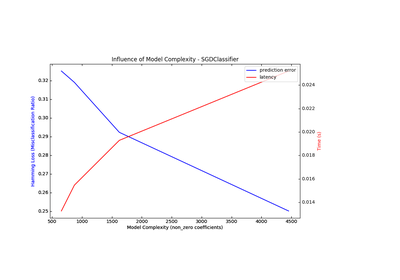 Influence of Model Complexity - SGDClassifier
prediction error
latency
0.32
0.31
0.30
0.29
0.28
0.27
0.26
0.25
Hamming Loss (Misclassification Ratio)
0.024
0.022
0.020
0.018
0.016
0.014
Time (s)
500 1000 1500 2000 2500 3000 3500 4000 4500
Model Complexity (non_zero coefficients)